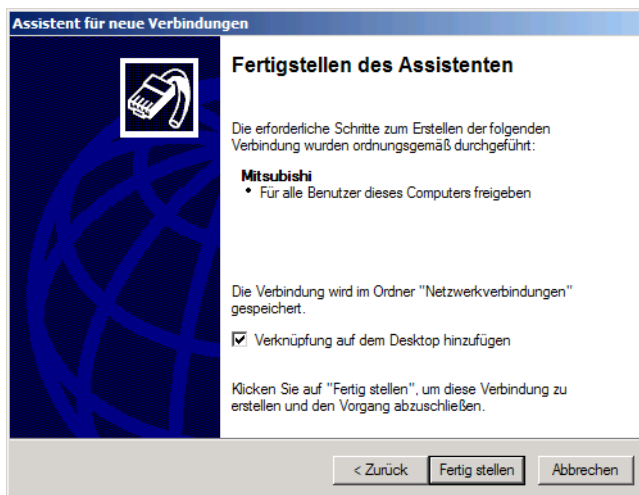 Assistent für neue Verbindungen
Fertigstellen des Assistenten
Die erforderliche Schritte zum Erstellen der folgenden
Verbindung wurden ordnungsgemäß durchgeführt:
Mitsubishi
• Für alle Benutzer dieses Computers freigeben
Die Verbindung wird im Ordner "Netzwerkverbindungen"
gespeichert.
Verknüpfung auf dem Desktop hinzufügen
Klicken Sie auf "Fertig stellen", um diese Verbindung zu
erstellen und den Vorgang abzuschließen.
< Zurück Fertig stellen Abbrechen